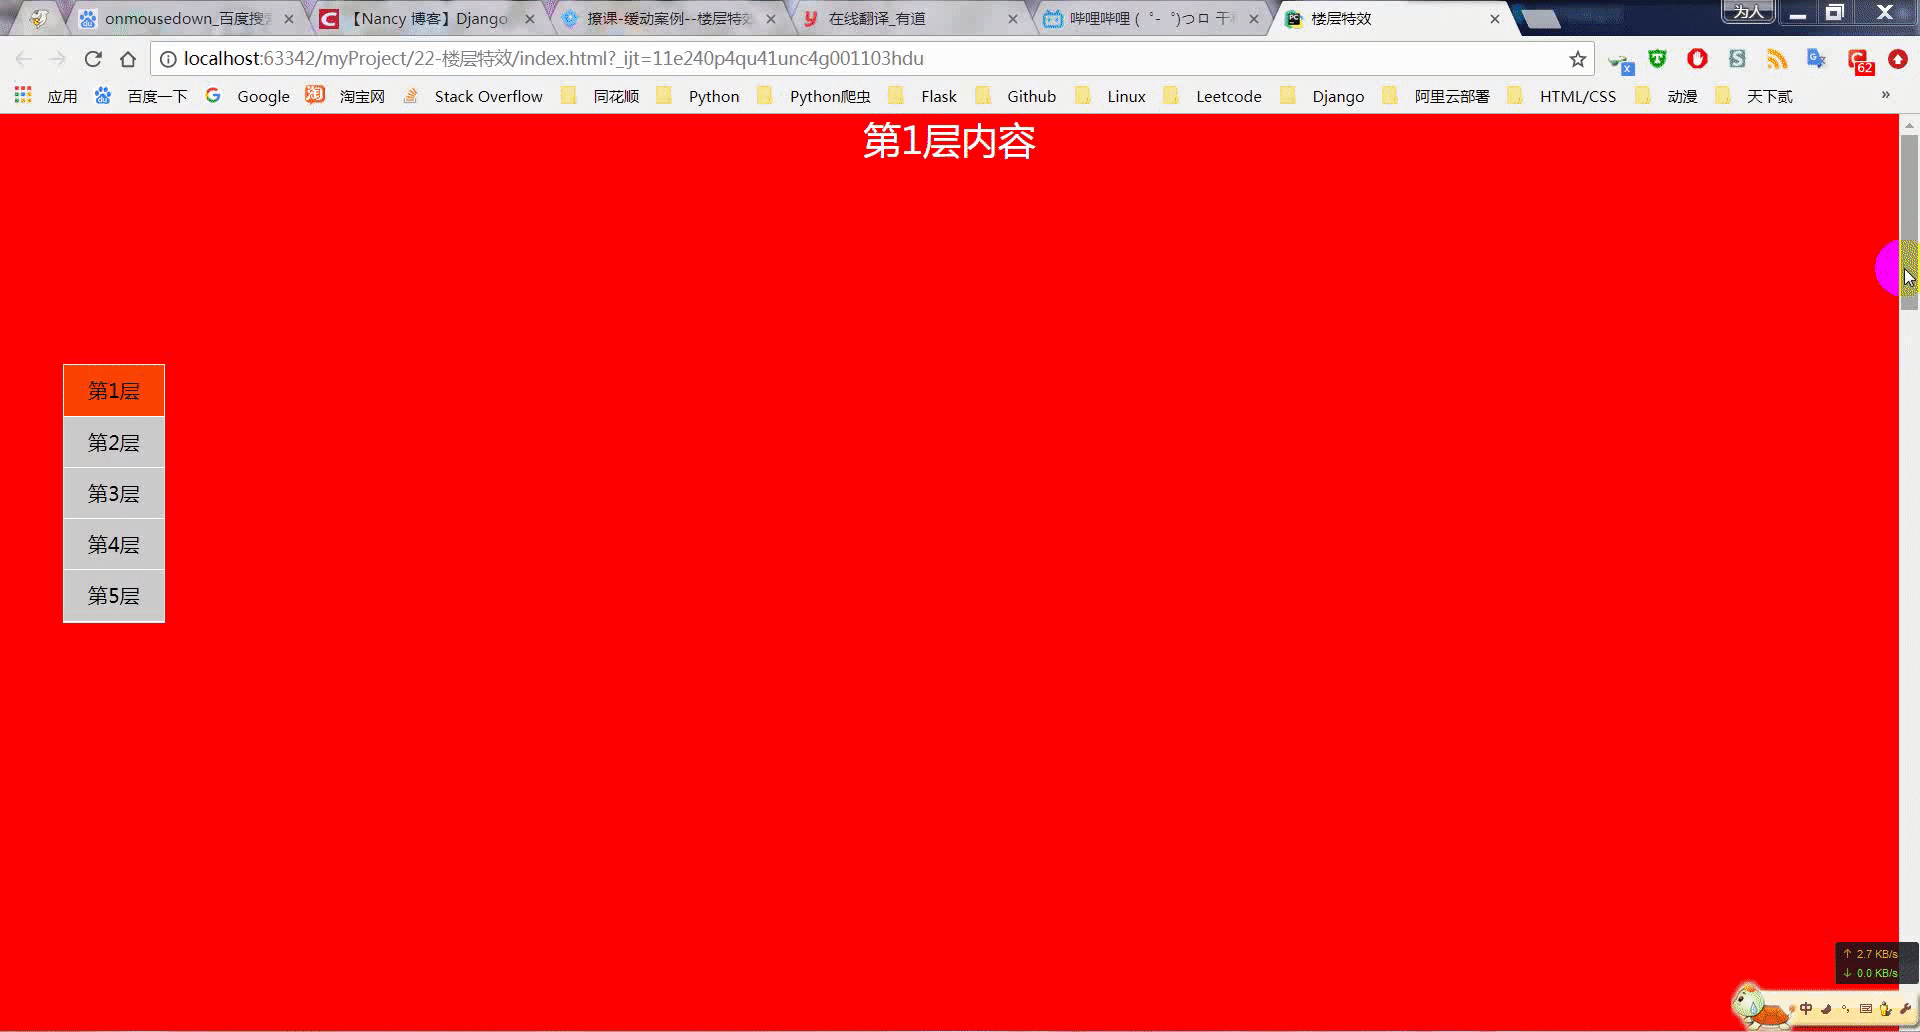 onmousedown_百度搜
【Nancy 博客】Django
撩课-缓动案例--楼层特效
在线翻译_有道
哔哩哔哩 ( ゜- ゜)つロ 干
楼层特效
为人
localhost:63342/myProject/22-楼层特效/index.html?_ijt=11e240p4qu41unc4g001103hdu
62
应用 百度一下 Google 淘宝网 Stack Overflow 同花顺 Python Python爬虫 Flask Github Linux Leetcode Django 阿里云部署 HTML/CSS 动漫 天下贰 »
第1层内容
第1层
第2层
第3层
第4层
第5层
↑ 2.7 KB/s
↓ 0.0 KB/s
中